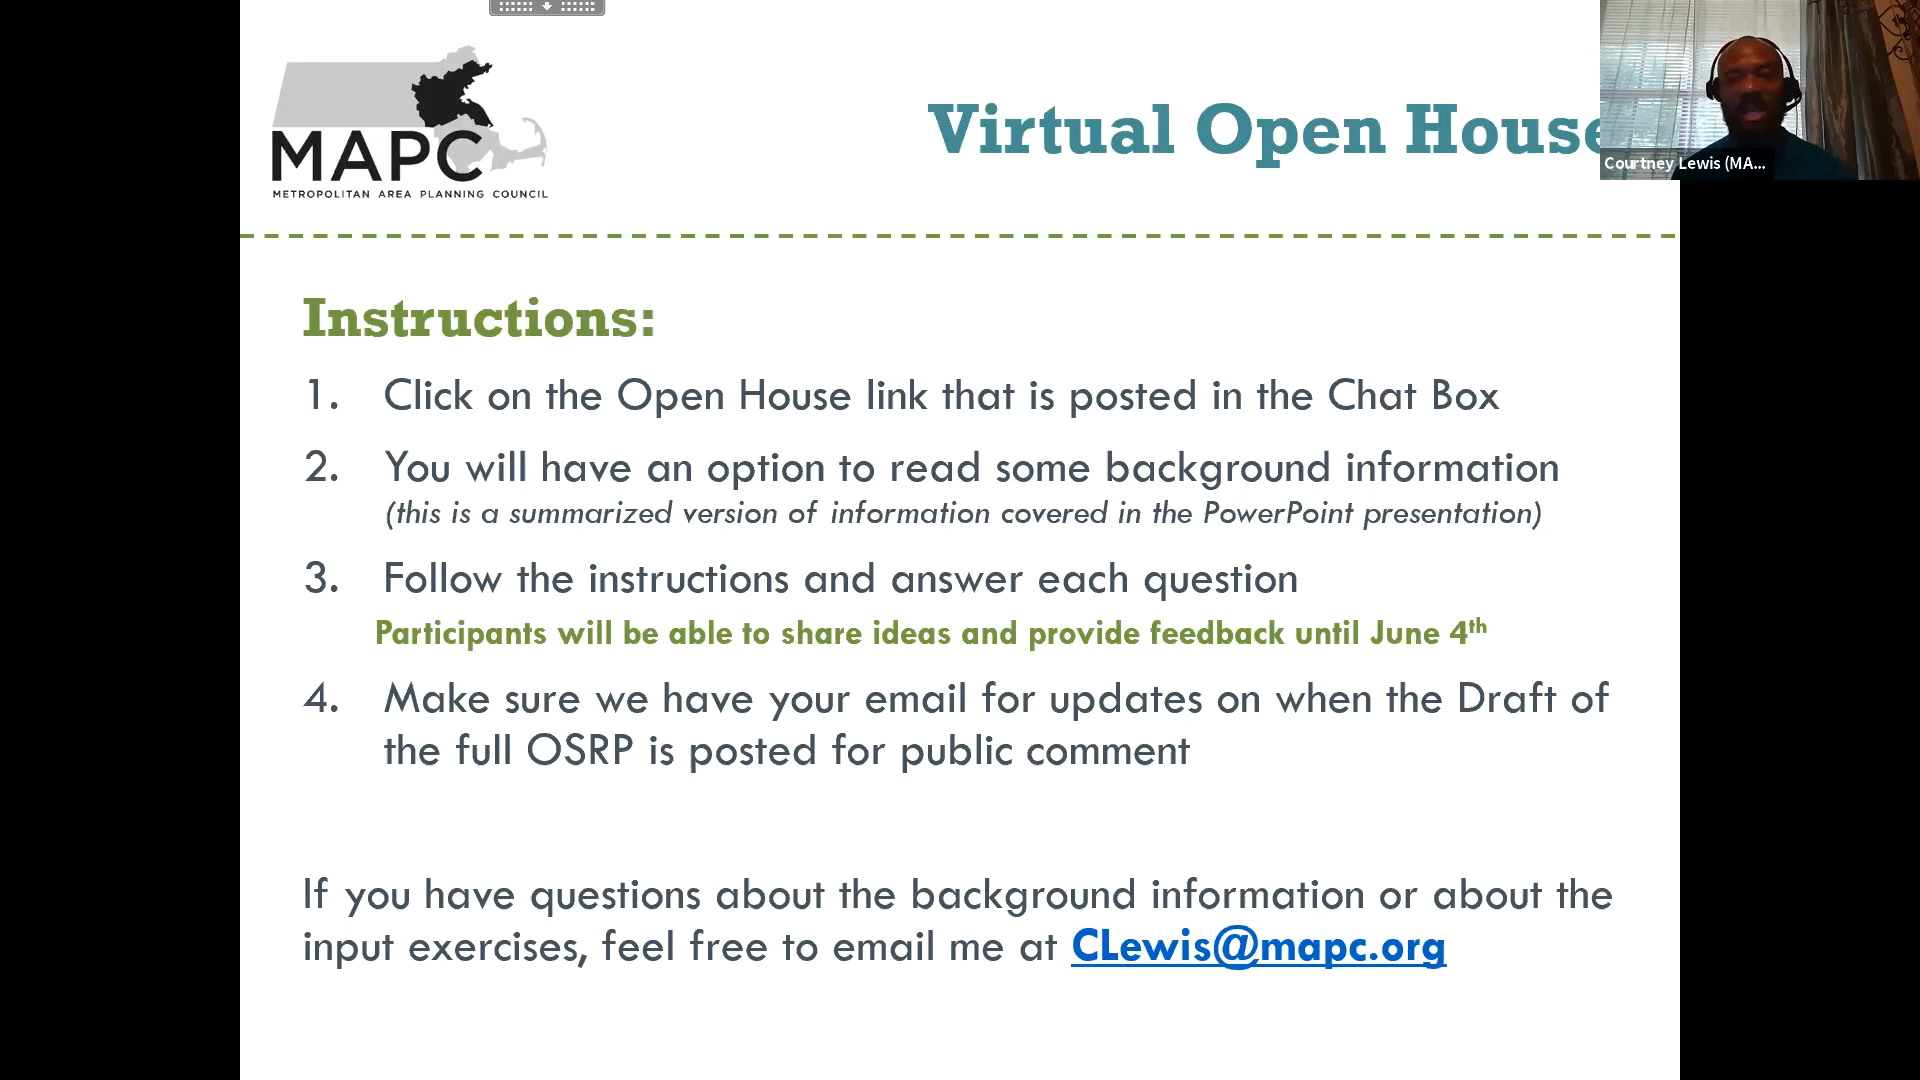 MAPC
METROPOLITAN AREA PLANNING COUNCIL
Virtual Open House
Courtney Lewis (MA...
Instructions:
1. Click on the Open House link that is posted in the Chat Box
2. You will have an option to read some background information
(this is a summarized version of information covered in the PowerPoint presentation)
3. Follow the instructions and answer each question
Participants will be able to share ideas and provide feedback until June 4th
4. Make sure we have your email for updates on when the Draft of
the full OSRP is posted for public comment
If you have questions about the background information or about the
input exercises, feel free to email me at CLewis@mapc.org